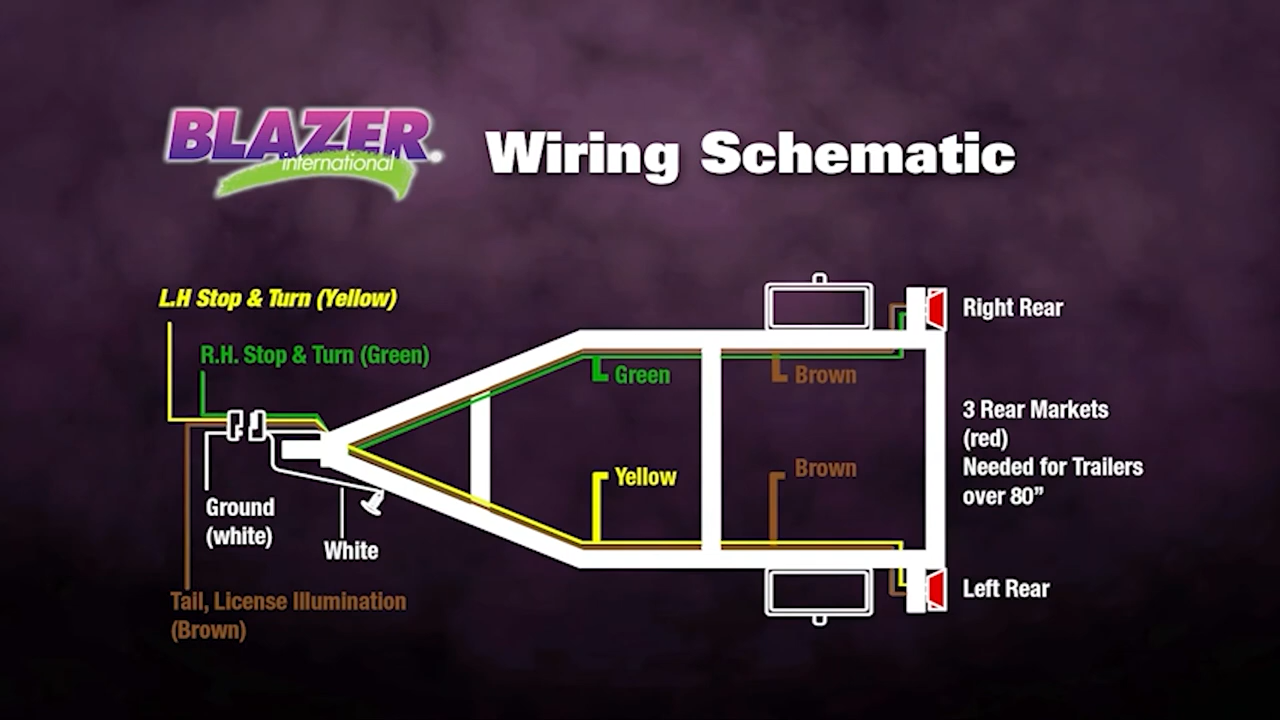 BLAZER®
international
Wiring Schematic
L.H Stop & Turn (Yellow)
R.H. Stop & Turn (Green)
Right Rear
Green
Brown
3 Rear Markets
(red)
Needed for Trailers
over 80”
Yellow
Brown
Ground
(white)
White
Left Rear
Tail, License Illumination
(Brown)